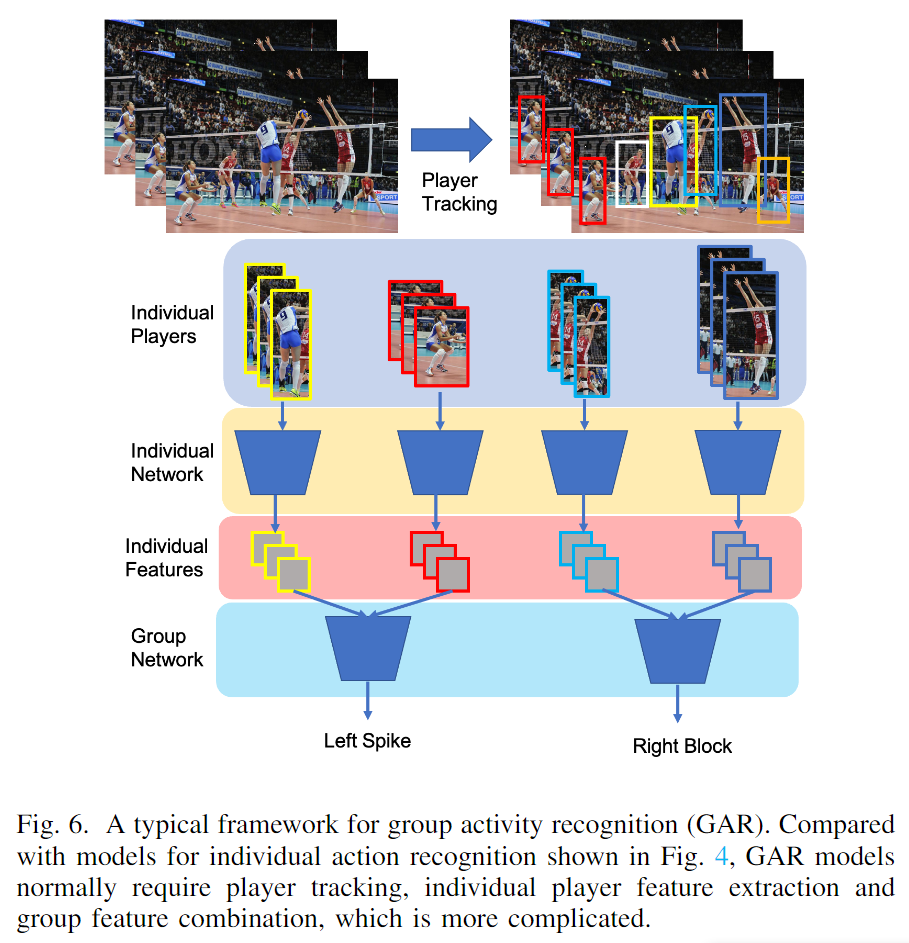 Player
Tracking
Individual
Players
Individual
Network
Individual
Features
Group
Network
Left Spike
Right Block
Fig. 6. A typical framework for group activity recognition (GAR). Compared
with models for individual action recognition shown in Fig. 4, GAR models
normally require player tracking, individual player feature extraction and
group feature combination, which is more complicated.